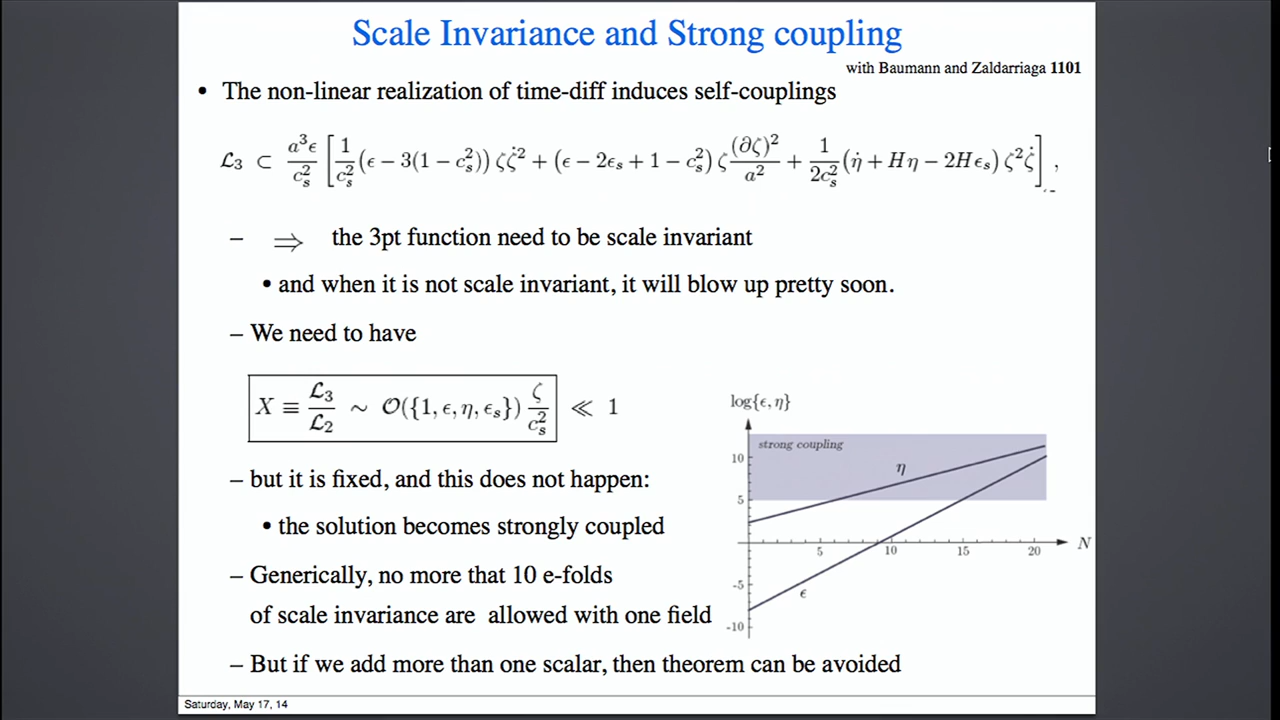 Scale Invariance and Strong coupling
with Baumann and Zaldarriaga 1101
• The non-linear realization of time-diff induces self-couplings
ℒ₃ ⊂ a³ϵ/c_s² [ 1/c_s² (ϵ − 3(1 − c_s²)) ζζ̇² + (ϵ − 2ϵ_s + 1 − c_s²) ζ (∂ζ)²/a² + 1/2c_s² (η̇ + Hη − 2Hϵ_s) ζ²ζ̇ ] ,
– ⇒ the 3pt function need to be scale invariant
• and when it is not scale invariant, it will blow up pretty soon.
– We need to have
X ≡ ℒ₃/ℒ₂ ∼ 𝒪({1, ϵ, η, ϵ_s}) ζ/c_s² ≪ 1
– but it is fixed, and this does not happen:
• the solution becomes strongly coupled
– Generically, no more that 10 e-folds
of scale invariance are allowed with one field
– But if we add more than one scalar, then theorem can be avoided
log{ϵ, η}
strong coupling
10
5
-5
-10
η
ϵ
5 10 15 20
N
Saturday, May 17, 14